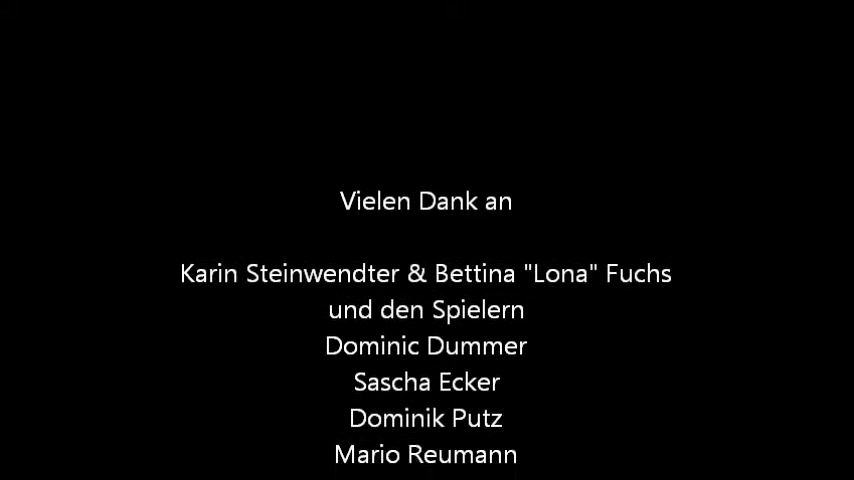 Vielen Dank an
Karin Steinwendter & Bettina "Lona" Fuchs
und den Spielern
Dominic Dummer
Sascha Ecker
Dominik Putz
Mario Reumann